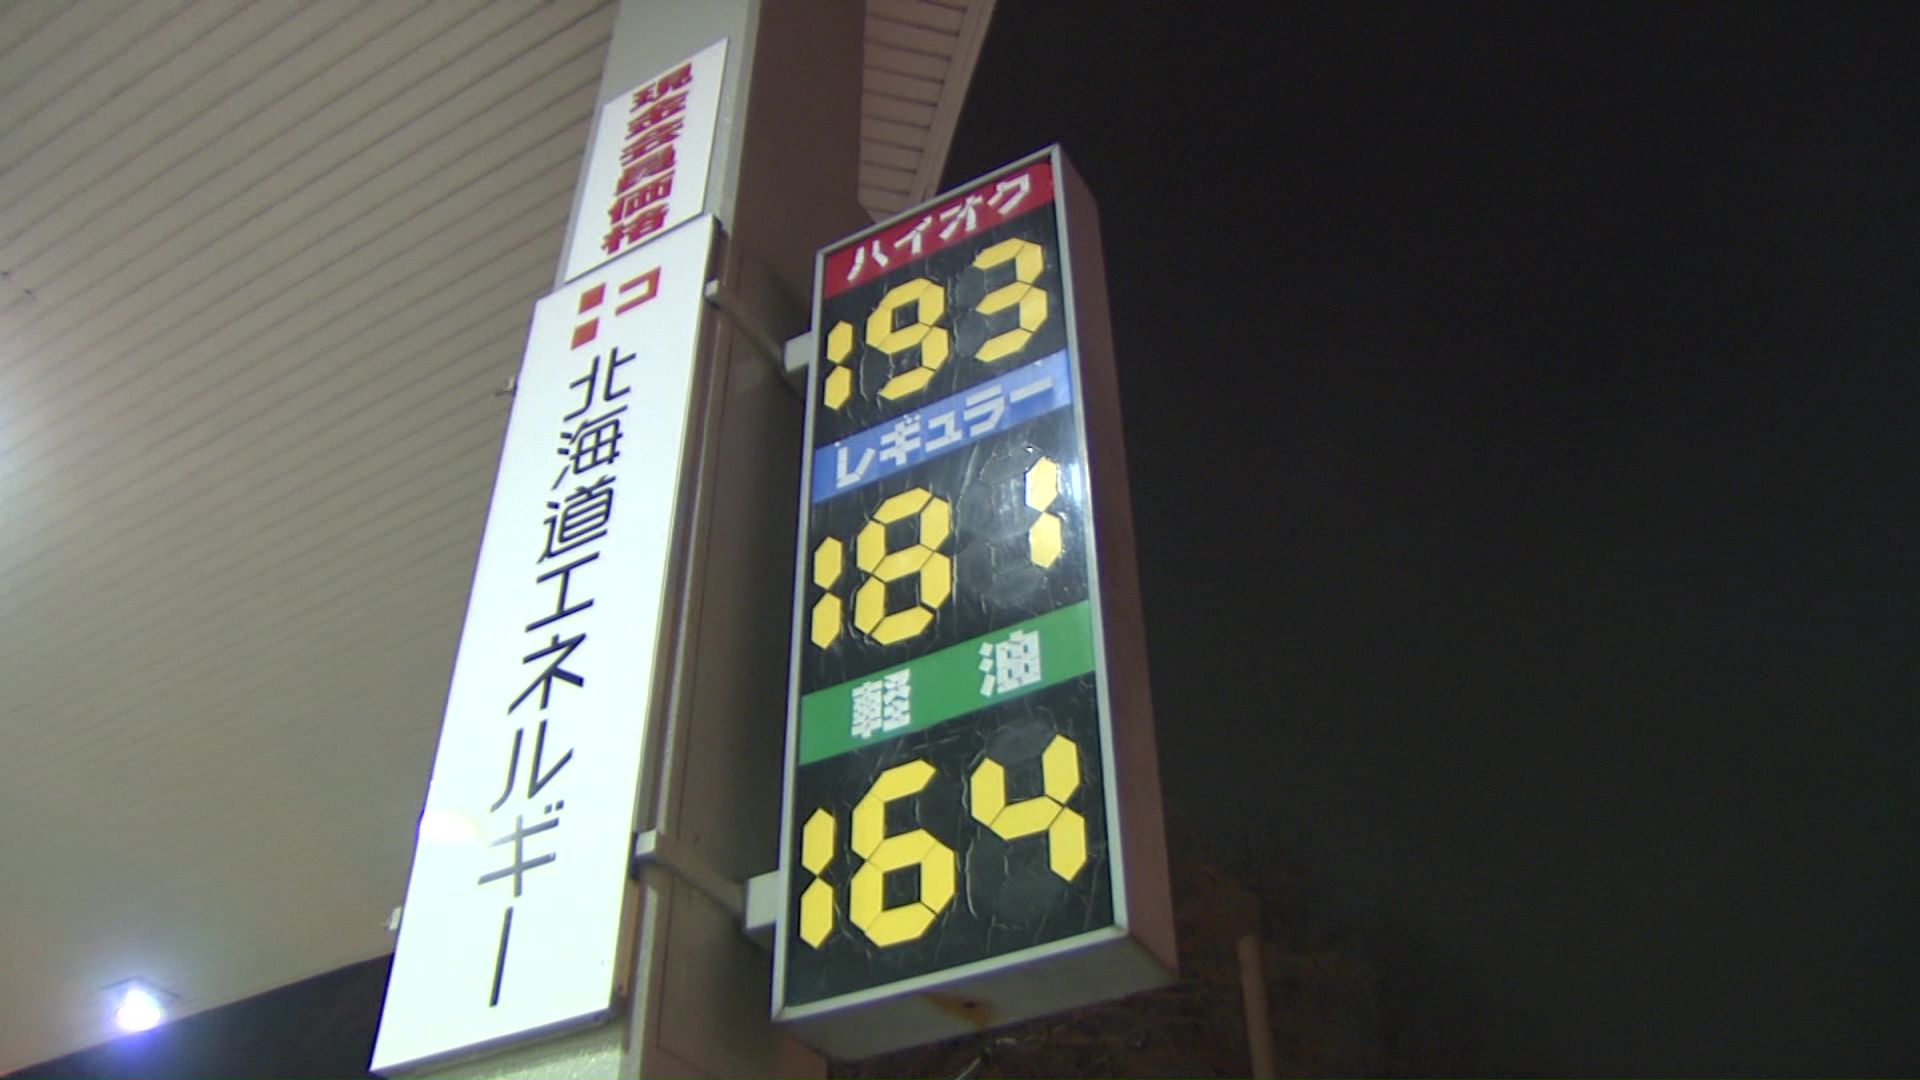 現金会員価格
北海道エネルギー
ハイオク
193
レギュラー
181
軽油
164